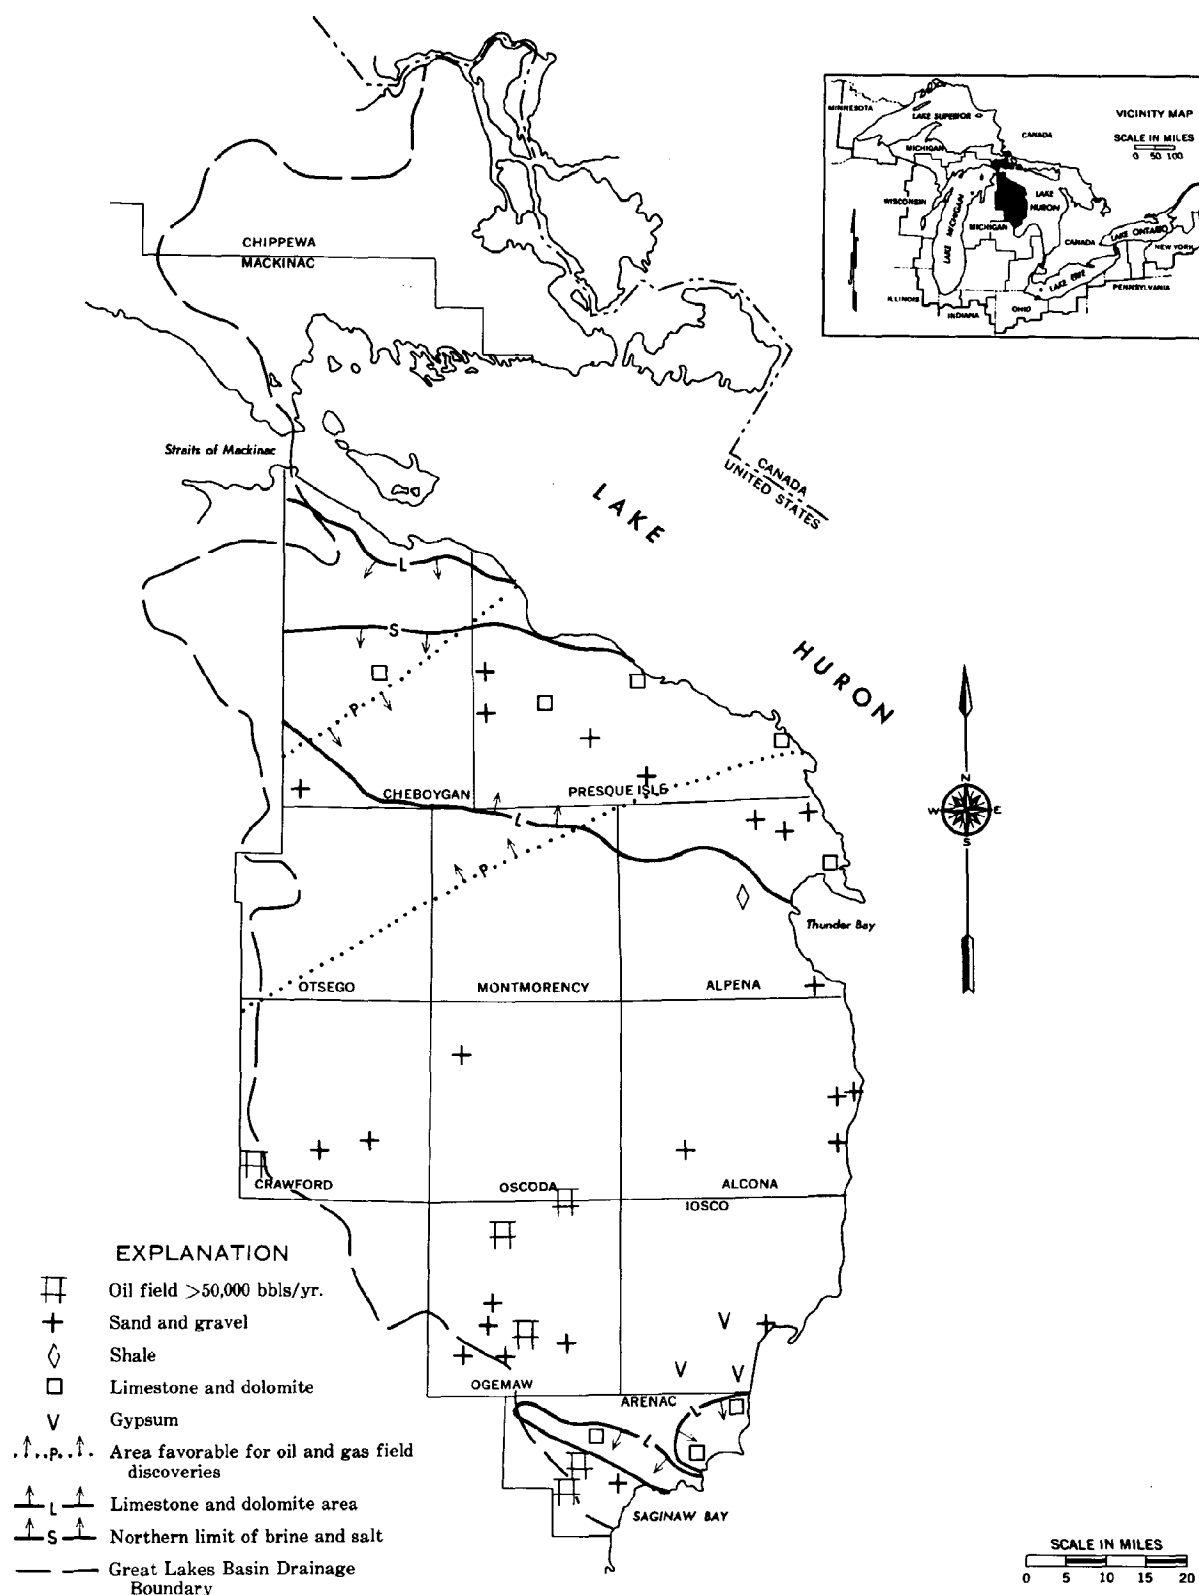 VICINITY MAP
SCALE IN MILES
0 50 100
MINNESOTA
LAKE SUPERIOR
CANADA
MICHIGAN
WISCONSIN
LAKE MICHIGAN
MICHIGAN
LAKE
HURON
CANADA
LAKE ONTARIO
NEW YORK
LAKE ERIE
PENNSYLVANIA
ILLINOIS
INDIANA
OHIO
CHIPPEWA
MACKINAC
Straits of Mackinac
CANADA
UNITED STATES
LAKE
HURON
L
S
P
CHEBOYGAN
PRESQUE ISLE
L
P
N
W E
S
Thunder Bay
OTSEGO
MONTMORENCY
ALPENA
CRAWFORD
OSCODA
ALCONA
IOSCO
OGEMAW
ARENAC
L
L
SAGINAW BAY
EXPLANATION
Oil field >50,000 bbls/yr.
Sand and gravel
Shale
Limestone and dolomite
V Gypsum
P Area favorable for oil and gas field
discoveries
L Limestone and dolomite area
S Northern limit of brine and salt
Great Lakes Basin Drainage
Boundary
SCALE IN MILES
0 5 10 15 20